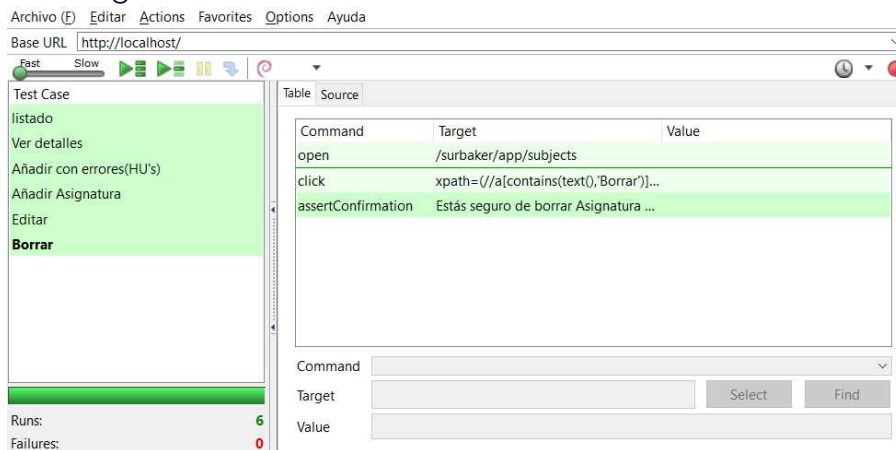 Archivo (F) Editar Actions Favorites Options Ayuda
Base URL http://localhost/
Fast Slow
Test Case
listado
Ver detalles
Añadir con errores(HU's)
Añadir Asignatura
Editar
Borrar
Runs: 6
Failures: 0
Table Source
Command Target Value
open /surbaker/app/subjects
click xpath=(//a[contains(text(),'Borrar')]...
assertConfirmation Estás seguro de borrar Asignatura ...
Command
Target Select Find
Value